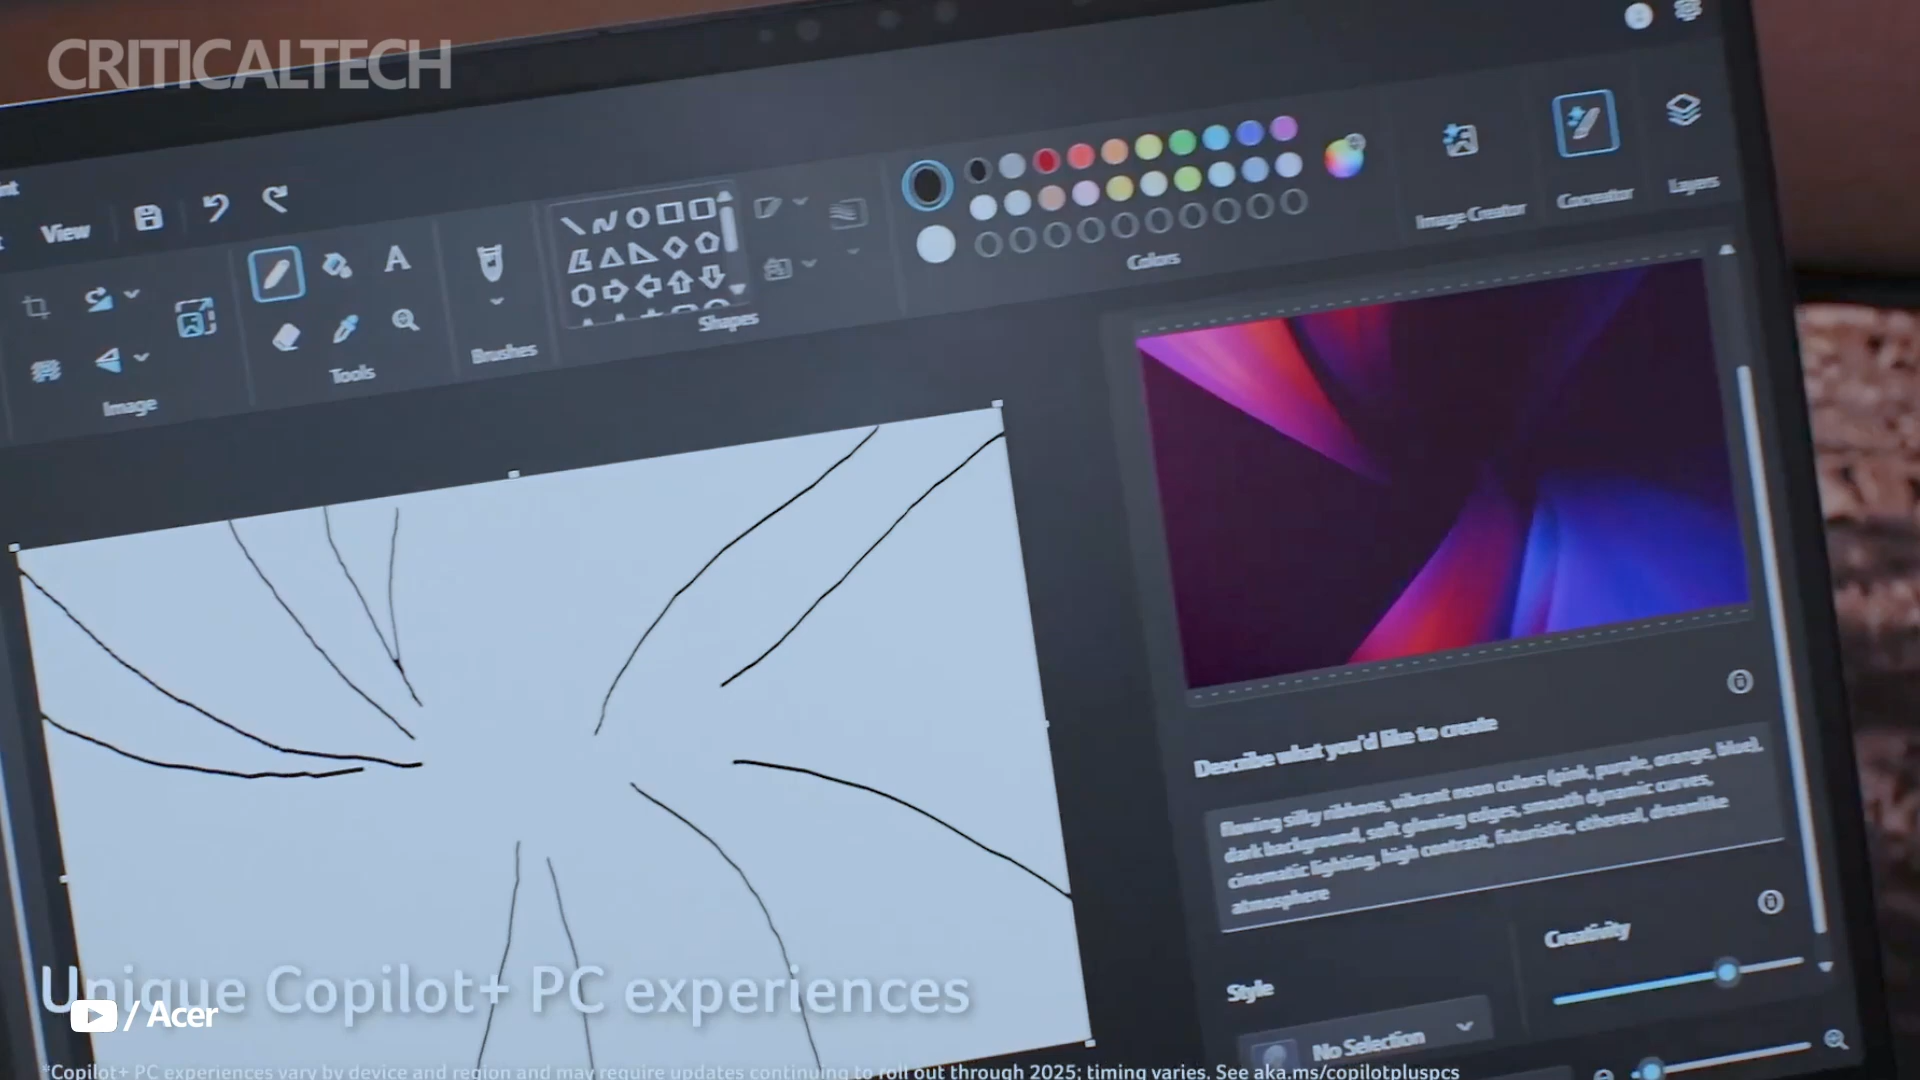 CRITICALTECH
nt
View
Image
Tools
Brushes
Shapes
Colors
Image Creator
Cocreator
Layers
A
Describe what you'd like to create
flowing silky ribbons, vibrant neon colors (pink, purple, orange, blue),
dark background, soft glowing edges, smooth dynamic curves,
cinematic lighting, high contrast, futuristic, ethereal, dreamlike
atmosphere
Creativity
Style
No Selection
Unique Copilot+ PC experiences
/ Acer
*Copilot+ PC experiences vary by device and region and may require updates continuing to roll out through 2025; timing varies. See aka.ms/copilotpluspcs